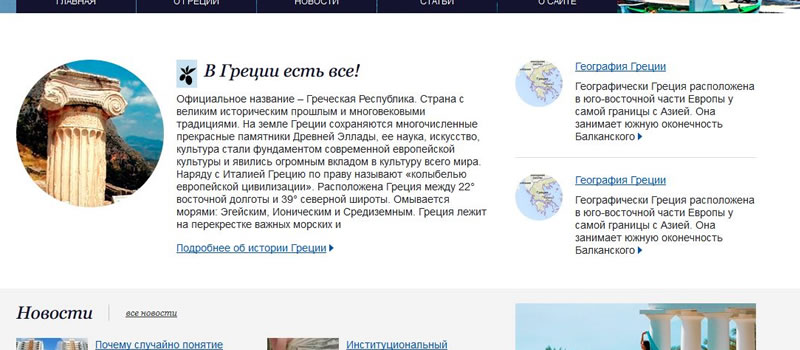 ГЛАВНАЯ
О ГРЕЦИИ
НОВОСТИ
СТАТЬИ
О САЙТЕ
В Греции есть все!
Официальное название – Греческая Республика. Страна с
великим историческим прошлым и многовековыми
традициями. На земле Греции сохраняются многочисленные
прекрасные памятники Древней Эллады, ее наука, искусство,
культура стали фундаментом современной европейской
культуры и явились огромным вкладом в культуру всего мира.
Наряду с Италией Грецию по праву называют «колыбелью
европейской цивилизации». Расположена Греция между 22°
восточной долготы и 39° северной широты. Омывается
морями: Эгейским, Ионическим и Средиземным. Греция лежит
на перекрестке важных морских и
Подробнее об истории Греции
География Греции
Географически Греция расположена
в юго-восточной части Европы у
самой границы с Азией. Она
занимает южную оконечность
Балканского
География Греции
Географически Греция расположена
в юго-восточной части Европы у
самой границы с Азией. Она
занимает южную оконечность
Балканского
Новости
все новости
Почему случайно понятие
Институциональный